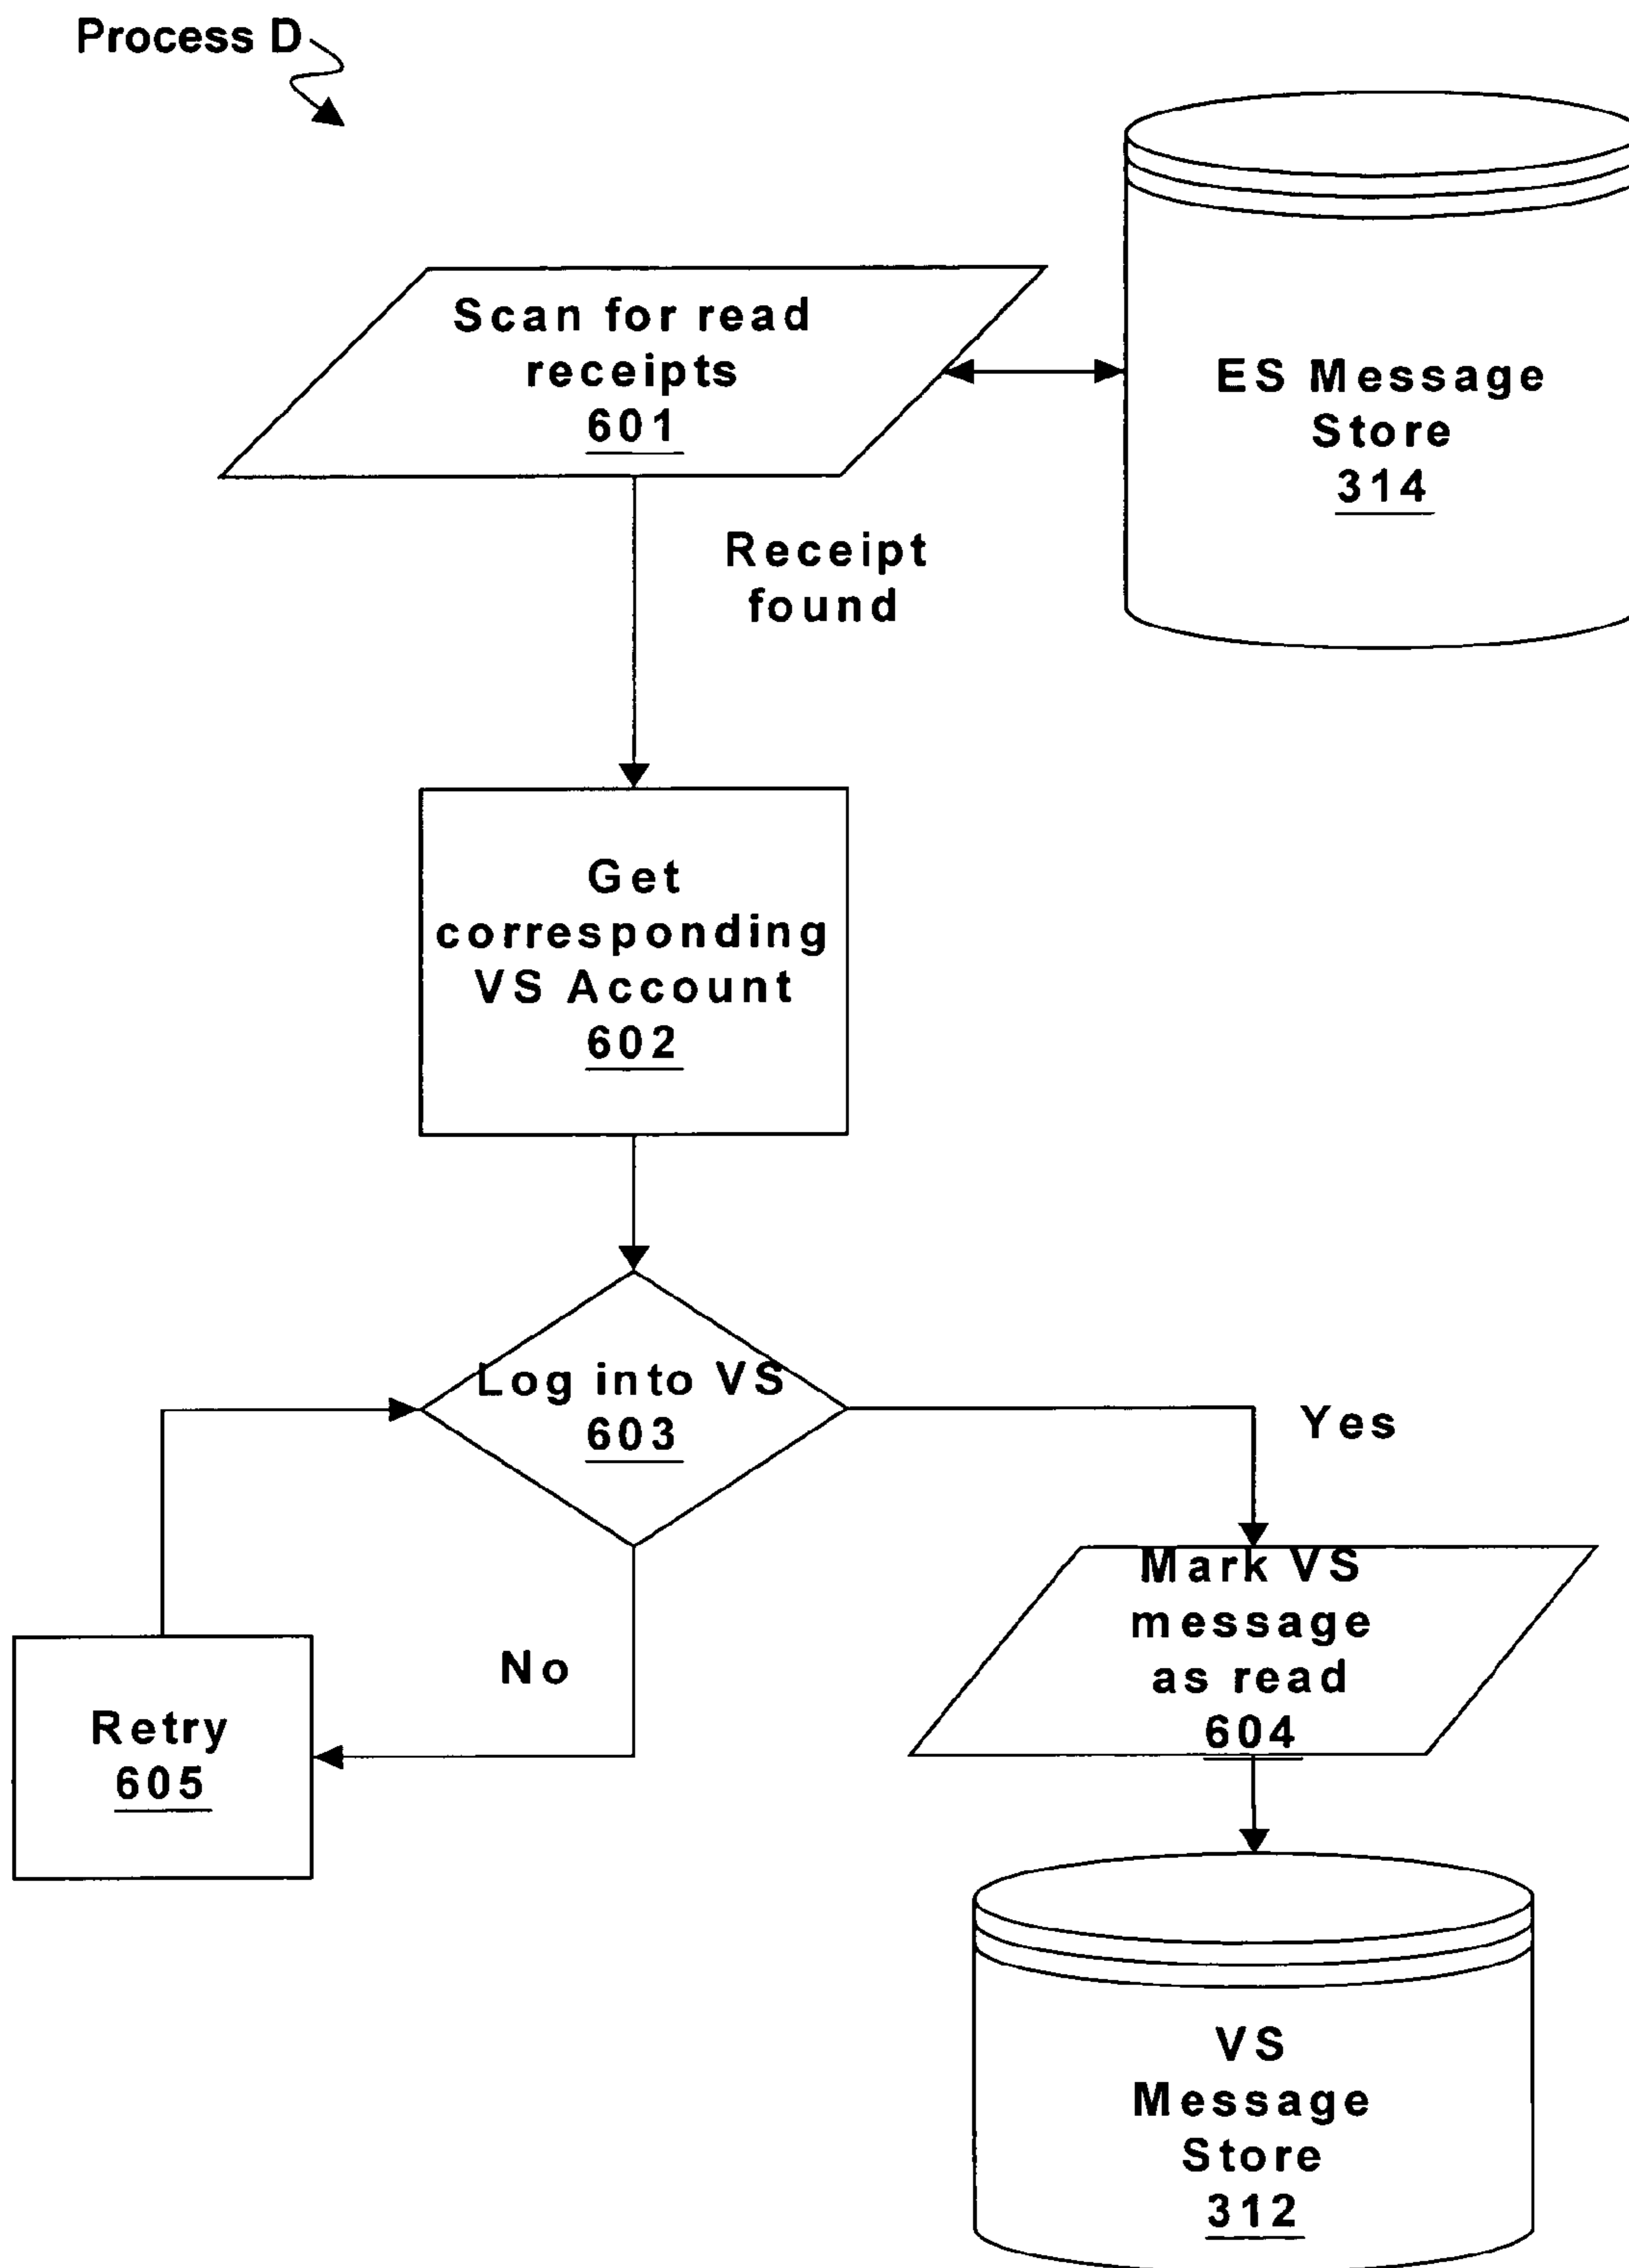 Process D
Scan for read
receipts
601
ES Message
Store
314
Receipt
found
Get
corresponding
VS Account
602
Log into VS
603
Yes
Mark VS
message
as read
604
No
Retry
605
VS
Message
Store
312